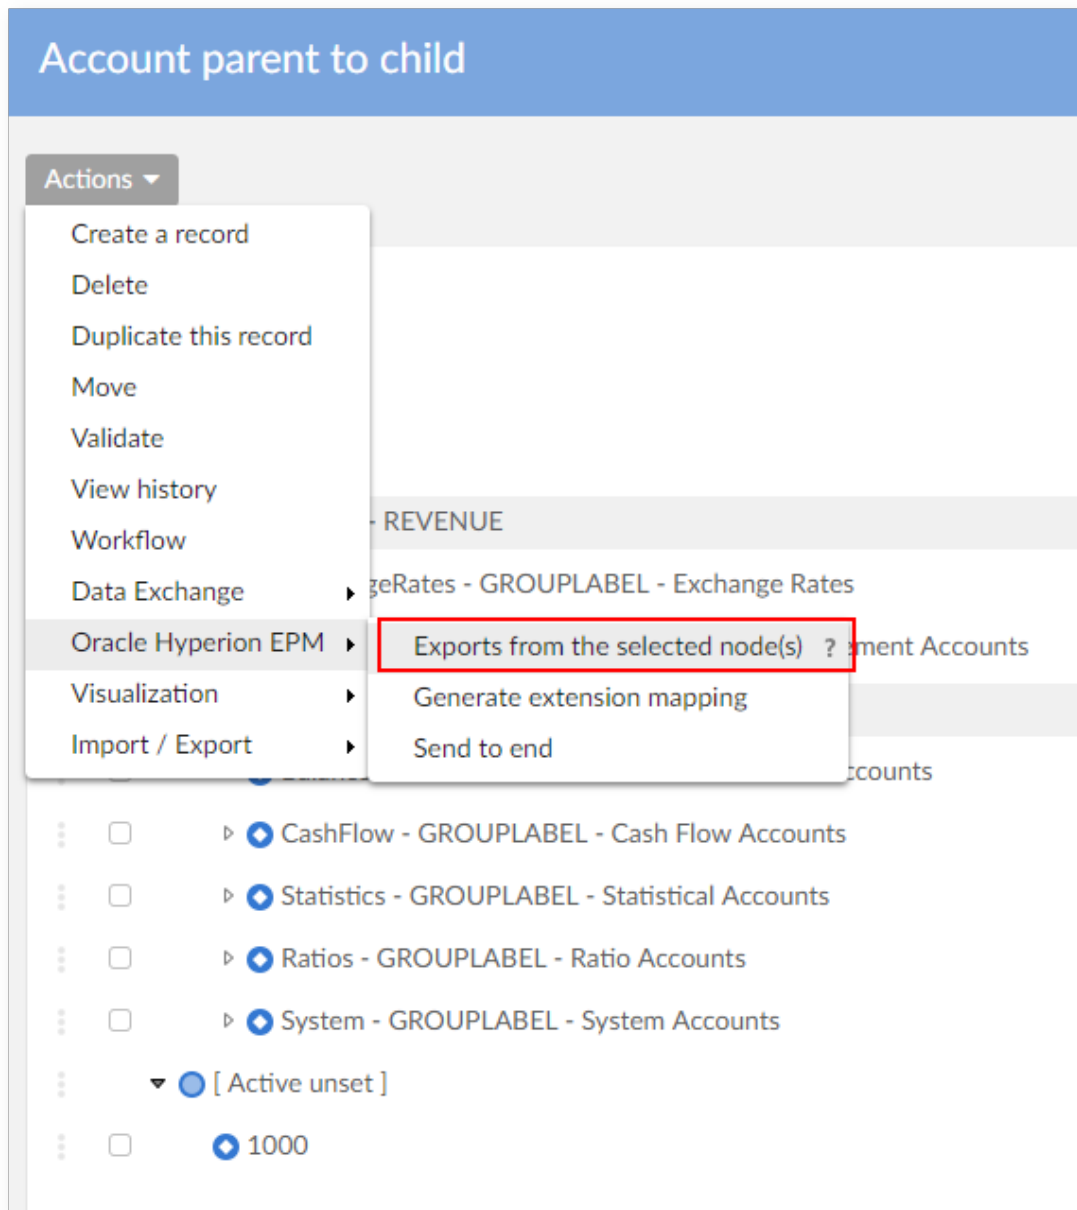 Account parent to child
Actions
Create a record
Delete
Duplicate this record
Move
Validate
View history
Workflow
- REVENUE
Data Exchange
geRates - GROUPLABEL - Exchange Rates
Oracle Hyperion EPM
Exports from the selected node(s) ?
ment Accounts
Visualization
Generate extension mapping
Import / Export
Send to end
ccounts
CashFlow - GROUPLABEL - Cash Flow Accounts
Statistics - GROUPLABEL - Statistical Accounts
Ratios - GROUPLABEL - Ratio Accounts
System - GROUPLABEL - System Accounts
[ Active unset ]
1000